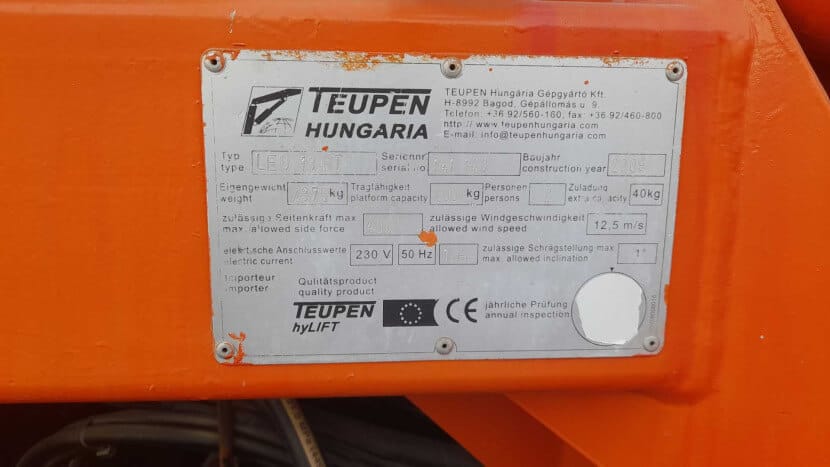 TEUPEN
HUNGARIA
TEUPEN Hungária Gépgyártó Kft.
H-8992 Bagod, Gépállomás u. 9.
Telefon: +36 92/560-160, fax: +36 92/460-800
http://www.teupenhungaria.com
E-mail: info@teupenhungaria.com
Typ Seriennr Baujahr
type LEO serial no construction year
Eigengewicht kg Tragfähigkeit kg Personen Zuladung 40kg
weight platform capacity persons extra capacity
zulässige Seitenkraft max zulässige Windgeschwindigkeit 12,5 m/s
max. allowed side force allowed wind speed
elektrische Anschlusswerte 230 V 50 Hz zulässige Schrägstellung max 1°
electric current max. allowed inclination
Importeur Qulitätsproduct
importer quality product
TEUPEN CE jährliche Prüfung
hyLIFT annual inspection